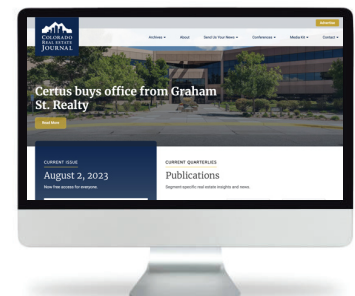 Subscribe
COLORADO
REAL ESTATE
JOURNAL
Archives
About
Send Us Your News
Conferences
Media Kit
Contact
Certus buys office from Graham
St. Realty
Read More
CURRENT ISSUE
August 2, 2023
Now free access for everyone.
CURRENT QUARTERLIES
Publications
Segment-specific real estate insights and news.